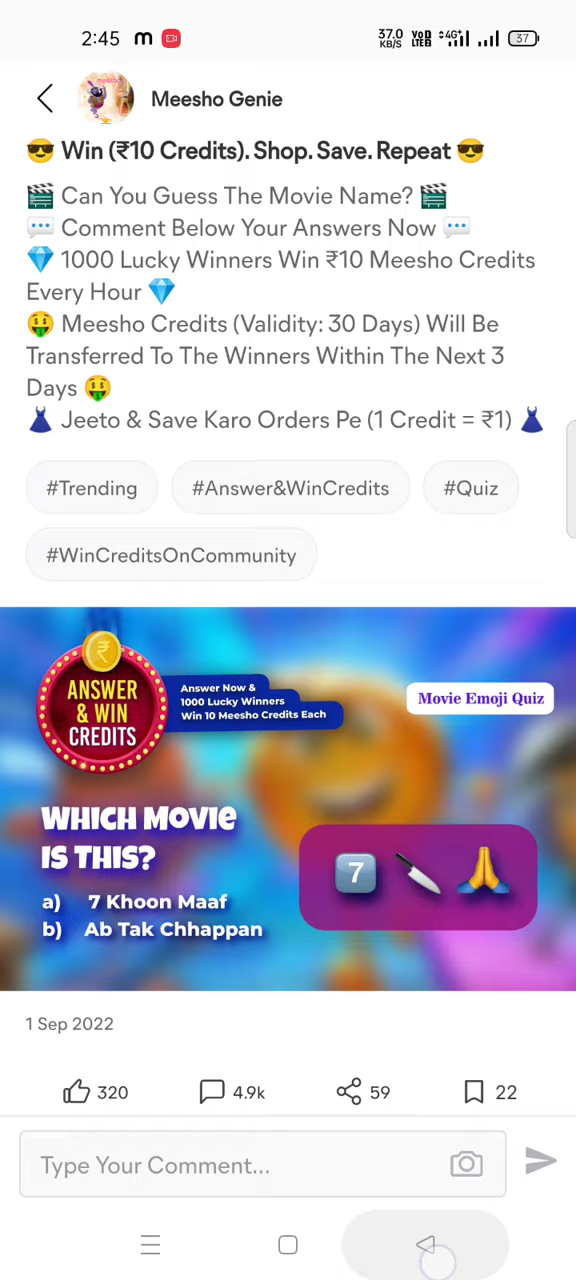 2:45 m 37.0 KB/S VoD LTE2 4G+ 37
Meesho Genie
😎 Win (₹10 Credits). Shop. Save. Repeat 😎
🎬 Can You Guess The Movie Name? 🎬
💬 Comment Below Your Answers Now 💬
💎 1000 Lucky Winners Win ₹10 Meesho Credits
Every Hour 💎
🤑 Meesho Credits (Validity: 30 Days) Will Be
Transferred To The Winners Within The Next 3
Days 🤑
👗 Jeeto & Save Karo Orders Pe (1 Credit = ₹1) 👗
#Trending #Answer&WinCredits #Quiz
#WinCreditsOnCommunity
₹
ANSWER
& WIN
CREDITS
Answer Now &
1000 Lucky Winners
Win 10 Meesho Credits Each
Movie Emoji Quiz
WHICH MOVIE
IS THIS?
7️⃣ 🔪 🙏
a) 7 Khoon Maaf
b) Ab Tak Chhappan
1 Sep 2022
320 4.9k 59 22
Type Your Comment...